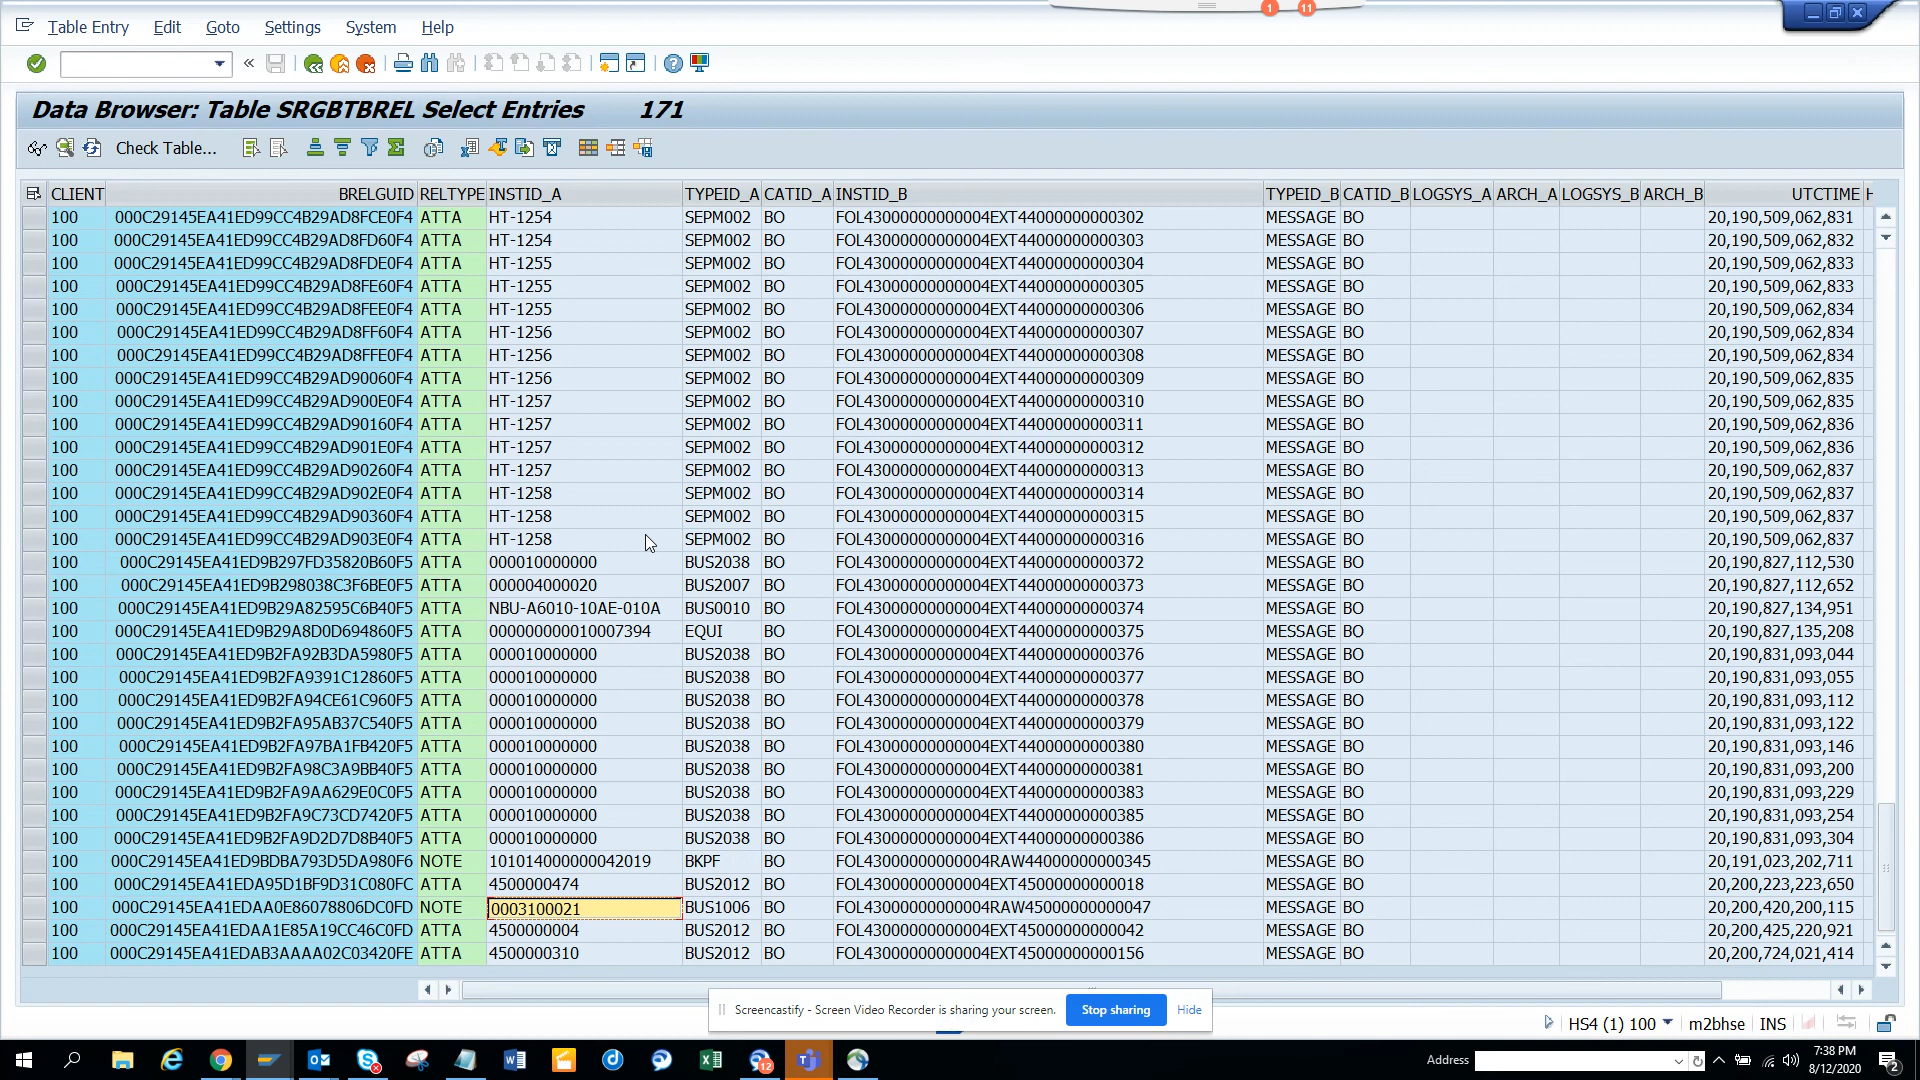 1 11
Table Entry Edit Goto Settings System Help
Data Browser: Table SRGBTBREL Select Entries 171
Check Table...
CLIENT BRELGUID RELTYPE INSTID_A TYPEID_A CATID_A INSTID_B TYPEID_B CATID_B LOGSYS_A ARCH_A LOGSYS_B ARCH_B UTCTIME H
100 000C29145EA41ED99CC4B29AD8FCE0F4 ATTA HT-1254 SEPM002 BO FOL43000000000004EXT44000000000302 MESSAGE BO 20,190,509,062,831
100 000C29145EA41ED99CC4B29AD8FD60F4 ATTA HT-1254 SEPM002 BO FOL43000000000004EXT44000000000303 MESSAGE BO 20,190,509,062,832
100 000C29145EA41ED99CC4B29AD8FDE0F4 ATTA HT-1255 SEPM002 BO FOL43000000000004EXT44000000000304 MESSAGE BO 20,190,509,062,833
100 000C29145EA41ED99CC4B29AD8FE60F4 ATTA HT-1255 SEPM002 BO FOL43000000000004EXT44000000000305 MESSAGE BO 20,190,509,062,833
100 000C29145EA41ED99CC4B29AD8FEE0F4 ATTA HT-1255 SEPM002 BO FOL43000000000004EXT44000000000306 MESSAGE BO 20,190,509,062,834
100 000C29145EA41ED99CC4B29AD8FF60F4 ATTA HT-1256 SEPM002 BO FOL43000000000004EXT44000000000307 MESSAGE BO 20,190,509,062,834
100 000C29145EA41ED99CC4B29AD8FFE0F4 ATTA HT-1256 SEPM002 BO FOL43000000000004EXT44000000000308 MESSAGE BO 20,190,509,062,834
100 000C29145EA41ED99CC4B29AD90060F4 ATTA HT-1256 SEPM002 BO FOL43000000000004EXT44000000000309 MESSAGE BO 20,190,509,062,835
100 000C29145EA41ED99CC4B29AD900E0F4 ATTA HT-1257 SEPM002 BO FOL43000000000004EXT44000000000310 MESSAGE BO 20,190,509,062,835
100 000C29145EA41ED99CC4B29AD90160F4 ATTA HT-1257 SEPM002 BO FOL43000000000004EXT44000000000311 MESSAGE BO 20,190,509,062,836
100 000C29145EA41ED99CC4B29AD901E0F4 ATTA HT-1257 SEPM002 BO FOL43000000000004EXT44000000000312 MESSAGE BO 20,190,509,062,836
100 000C29145EA41ED99CC4B29AD90260F4 ATTA HT-1257 SEPM002 BO FOL43000000000004EXT44000000000313 MESSAGE BO 20,190,509,062,837
100 000C29145EA41ED99CC4B29AD902E0F4 ATTA HT-1258 SEPM002 BO FOL43000000000004EXT44000000000314 MESSAGE BO 20,190,509,062,837
100 000C29145EA41ED99CC4B29AD90360F4 ATTA HT-1258 SEPM002 BO FOL43000000000004EXT44000000000315 MESSAGE BO 20,190,509,062,837
100 000C29145EA41ED99CC4B29AD903E0F4 ATTA HT-1258 SEPM002 BO FOL43000000000004EXT44000000000316 MESSAGE BO 20,190,509,062,837
100 000C29145EA41ED9B297FD35820B60F5 ATTA 000010000000 BUS2038 BO FOL43000000000004EXT44000000000372 MESSAGE BO 20,190,827,112,530
100 000C29145EA41ED9B298038C3F6BE0F5 ATTA 000004000020 BUS2007 BO FOL43000000000004EXT44000000000373 MESSAGE BO 20,190,827,112,652
100 000C29145EA41ED9B29A82595C6B40F5 ATTA NBU-A6010-10AE-010A BUS0010 BO FOL43000000000004EXT44000000000374 MESSAGE BO 20,190,827,134,951
100 000C29145EA41ED9B29A8D0D694860F5 ATTA 000000000010007394 EQUI BO FOL43000000000004EXT44000000000375 MESSAGE BO 20,190,827,135,208
100 000C29145EA41ED9B2FA92B3DA5980F5 ATTA 000010000000 BUS2038 BO FOL43000000000004EXT44000000000376 MESSAGE BO 20,190,831,093,044
100 000C29145EA41ED9B2FA9391C12860F5 ATTA 000010000000 BUS2038 BO FOL43000000000004EXT44000000000377 MESSAGE BO 20,190,831,093,055
100 000C29145EA41ED9B2FA94CE61C960F5 ATTA 000010000000 BUS2038 BO FOL43000000000004EXT44000000000378 MESSAGE BO 20,190,831,093,112
100 000C29145EA41ED9B2FA95AB37C540F5 ATTA 000010000000 BUS2038 BO FOL43000000000004EXT44000000000379 MESSAGE BO 20,190,831,093,122
100 000C29145EA41ED9B2FA97BA1FB420F5 ATTA 000010000000 BUS2038 BO FOL43000000000004EXT44000000000380 MESSAGE BO 20,190,831,093,146
100 000C29145EA41ED9B2FA98C3A9BB40F5 ATTA 000010000000 BUS2038 BO FOL43000000000004EXT44000000000381 MESSAGE BO 20,190,831,093,200
100 000C29145EA41ED9B2FA9AA629E0C0F5 ATTA 000010000000 BUS2038 BO FOL43000000000004EXT44000000000383 MESSAGE BO 20,190,831,093,229
100 000C29145EA41ED9B2FA9C73CD7420F5 ATTA 000010000000 BUS2038 BO FOL43000000000004EXT44000000000385 MESSAGE BO 20,190,831,093,254
100 000C29145EA41ED9B2FA9D2D7D8B40F5 ATTA 000010000000 BUS2038 BO FOL43000000000004EXT44000000000386 MESSAGE BO 20,190,831,093,304
100 000C29145EA41ED9BDBA793D5DA980F6 NOTE 101014000000042019 BKPF BO FOL43000000000004RAW44000000000345 MESSAGE BO 20,191,023,202,711
100 000C29145EA41EDA95D1BF9D31C080FC ATTA 4500000474 BUS2012 BO FOL43000000000004EXT45000000000018 MESSAGE BO 20,200,223,223,650
100 000C29145EA41EDAA0E86078806DC0FD NOTE 0003100021 BUS1006 BO FOL43000000000004RAW45000000000047 MESSAGE BO 20,200,420,200,115
100 000C29145EA41EDAA1E85A19CC46C0FD ATTA 4500000004 BUS2012 BO FOL43000000000004EXT45000000000042 MESSAGE BO 20,200,425,220,921
100 000C29145EA41EDAB3AAAA02C03420FE ATTA 4500000310 BUS2012 BO FOL43000000000004EXT45000000000156 MESSAGE BO 20,200,724,021,414
Screencastify - Screen Video Recorder is sharing your screen. Stop sharing Hide
HS4 (1) 100 m2bhse INS
12
Address
7:38 PM
8/12/2020
2